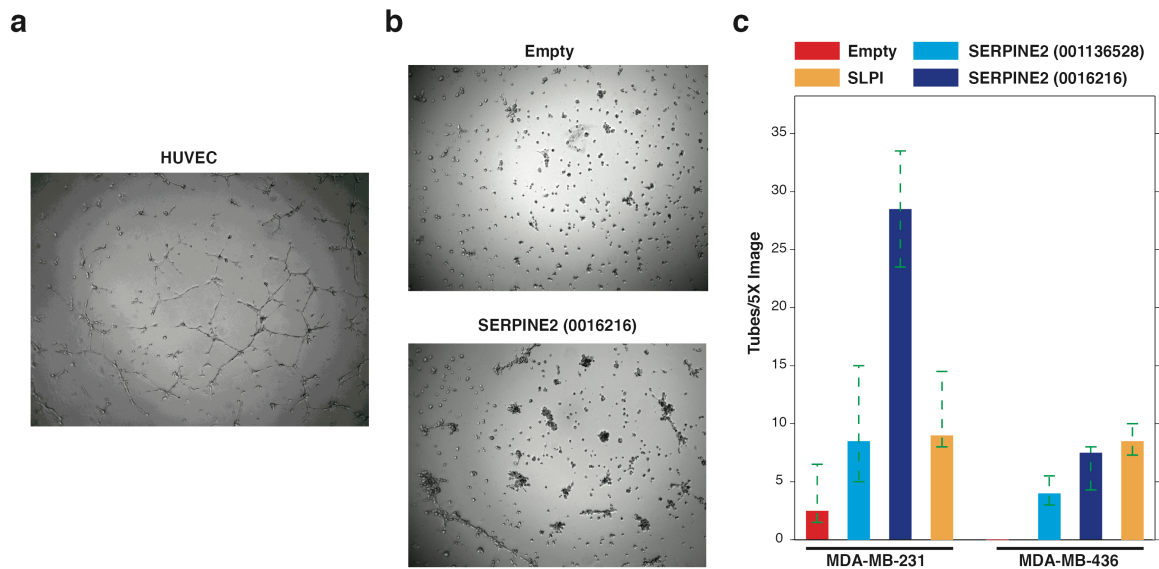 a
HUVEC
b
Empty
SERPINE2 (0016216)
c
Empty
SERPINE2 (001136528)
SLPI
SERPINE2 (0016216)
Tubes/5X Image
35
30
25
20
15
10
5
0
MDA-MB-231
MDA-MB-436